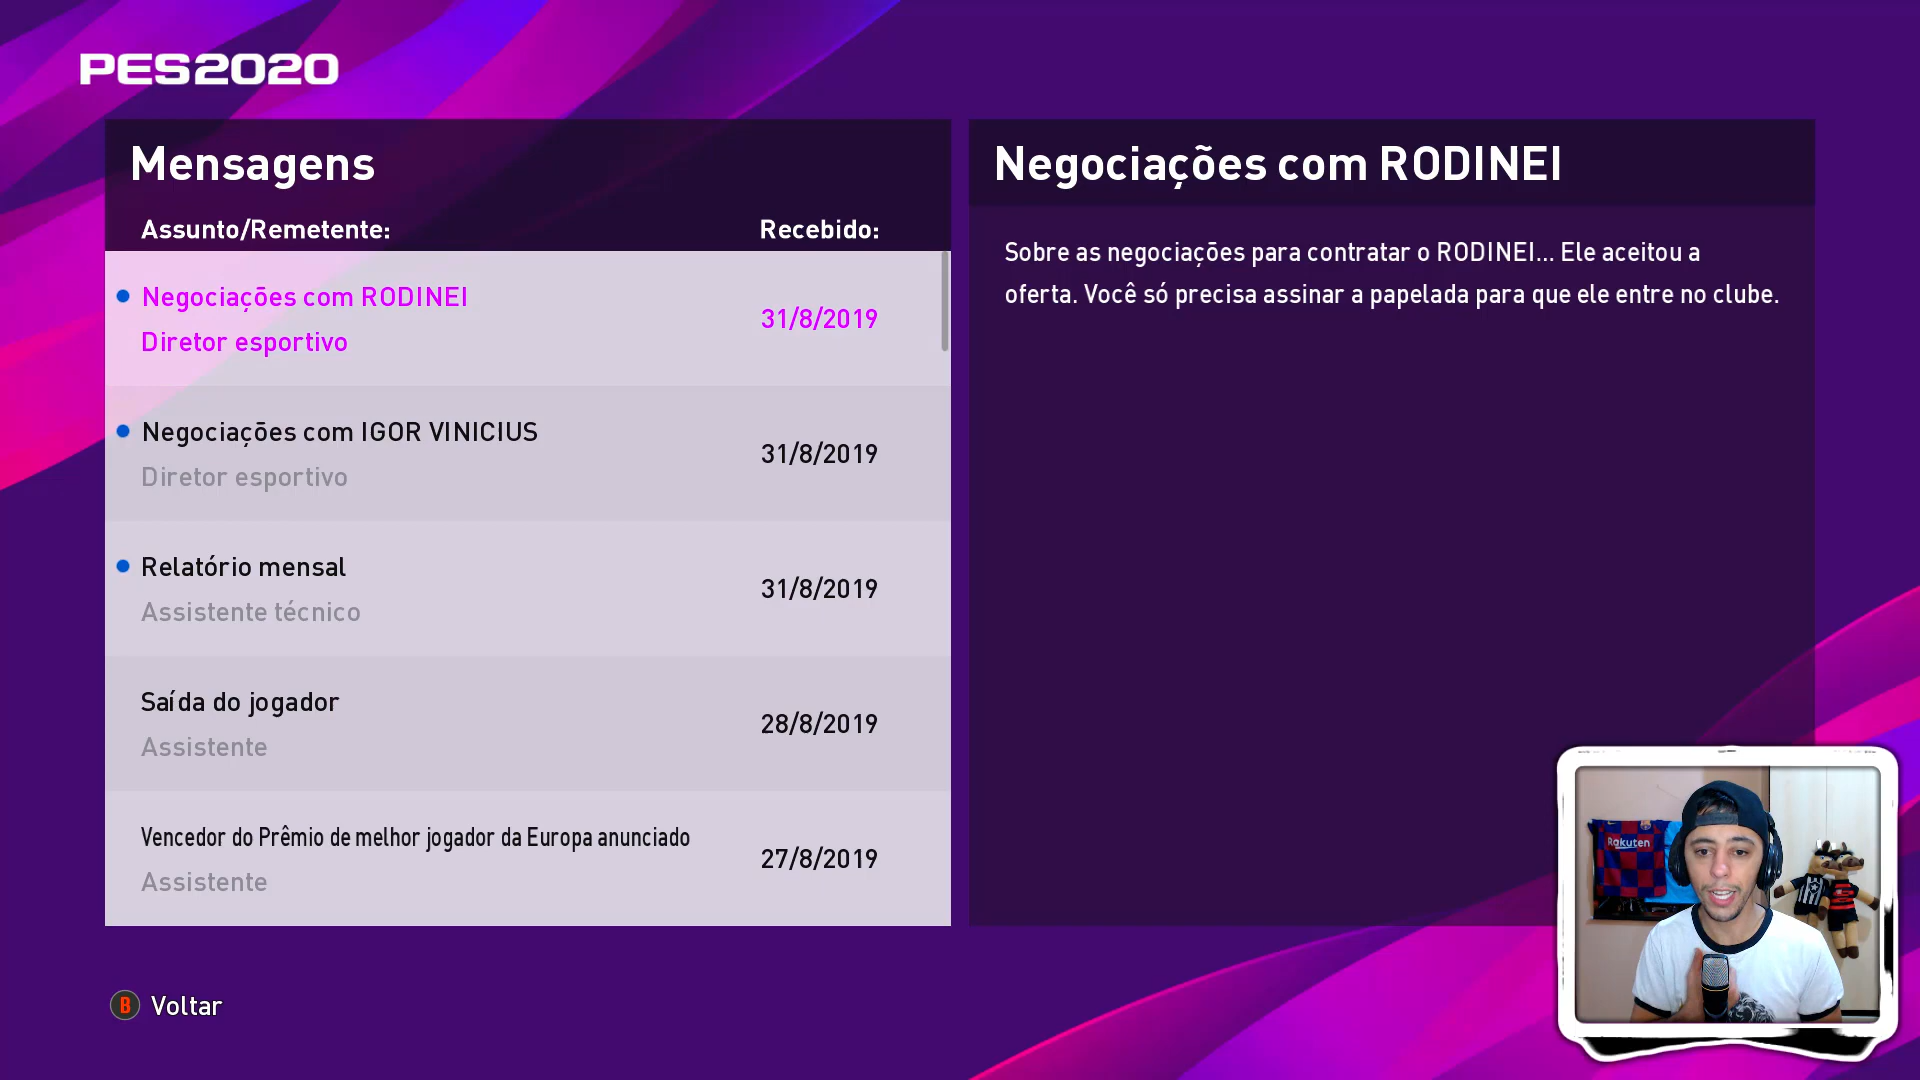 PES2020
Mensagens
Assunto/Remetente:
Recebido:
Negociações com RODINEI
Diretor esportivo
31/8/2019
Negociações com IGOR VINICIUS
Diretor esportivo
31/8/2019
Relatório mensal
Assistente técnico
31/8/2019
Saída do jogador
Assistente
28/8/2019
Vencedor do Prêmio de melhor jogador da Europa anunciado
Assistente
27/8/2019
Negociações com RODINEI
Sobre as negociações para contratar o RODINEI... Ele aceitou a
oferta. Você só precisa assinar a papelada para que ele entre no clube.
Rakuten
B Voltar